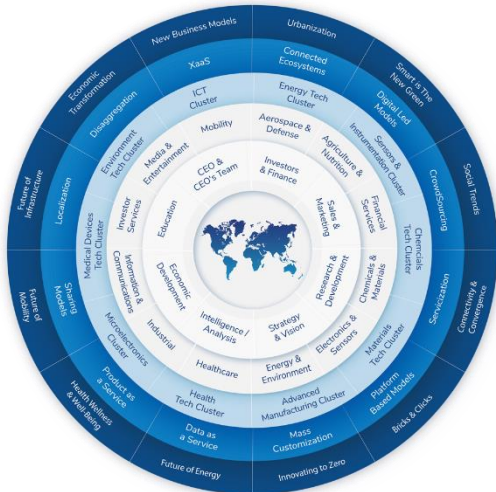 New Business Models
Urbanization
Smart is The
New Green
Social Trends
Connectivity &
Convergence
Bricks & Clicks
Innovating to Zero
Future of Energy
Health Wellness
& Well-Being
Future of
Mobility
Future of
Infrastructure
Economic
Transformation
XaaS
Connected
Ecosystems
Digital Led
Models
CrowdSourcing
Servicization
Platform
Based Models
Mass
Customization
Data as
a Service
Product as
a Service
Sharing
Models
Localization
Disaggregation
ICT
Cluster
Energy Tech
Cluster
Sensors &
Instrumentation Cluster
Chemcials
Tech Cluster
Materials
Tech Cluster
Advanced
Manufacturing Cluster
Health
Tech Cluster
Microelectronics
Cluster
Medical Devices
Tech Cluster
Environment
Tech Cluster
Mobility
Aerospace &
Defense
Agriculture &
Nutrition
Financial
Services
Chemicals &
Materials
Electronics &
Sensors
Energy &
Environment
Healthcare
Industrial
Information &
Communications
Investor
Services
Media &
Entertainment
CEO &
CEO's Team
Investors
& Finance
Sales &
Marketing
Research &
Development
Strategy
& Vision
Intelligence /
Analysis
Economic
Development
Education